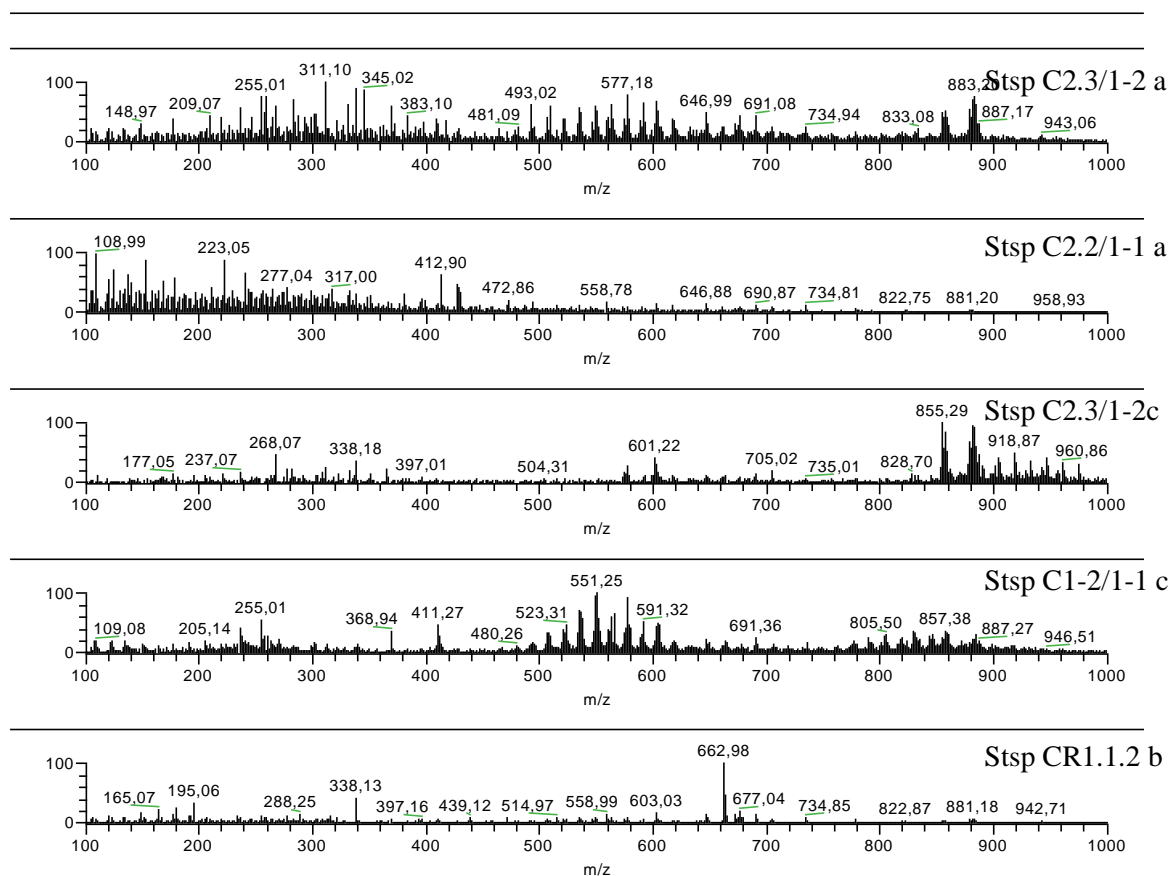 Stsp C2.3/1-2 a
100
0
148,97 209,07 255,01 311,10 345,02 383,10 481,09 493,02 577,18 646,99 691,08 734,94 833,08 887,17 943,06
100 200 300 400 500 600 700 800 900 1000
m/z
Stsp C2.2/1-1 a
100
0
108,99 223,05 277,04 317,00 412,90 472,86 558,78 646,88 690,87 734,81 822,75 881,20 958,93
100 200 300 400 500 600 700 800 900 1000
m/z
Stsp C2.3/1-2c
100
0
177,05 237,07 268,07 338,18 397,01 504,31 601,22 705,02 735,01 828,70 855,29 918,87 960,86
100 200 300 400 500 600 700 800 900 1000
m/z
Stsp C1-2/1-1 c
100
0
109,08 205,14 255,01 368,94 411,27 480,26 523,31 551,25 591,32 691,36 805,50 857,38 887,27 946,51
100 200 300 400 500 600 700 800 900 1000
m/z
Stsp CR1.1.2 b
100
0
165,07 195,06 288,25 338,13 397,16 439,12 514,97 558,99 603,03 662,98 677,04 734,85 822,87 881,18 942,71
100 200 300 400 500 600 700 800 900 1000
m/z